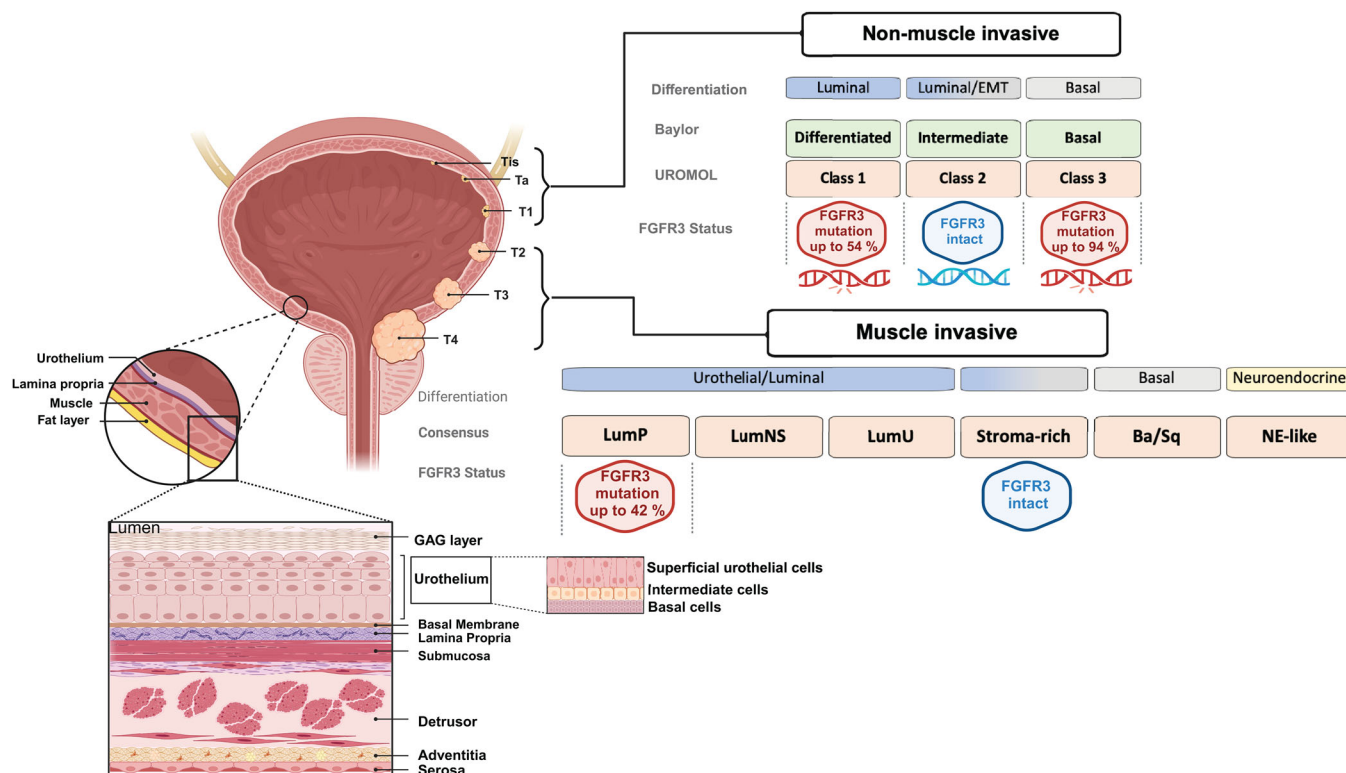 Non-muscle invasive
Differentiation
Luminal
Luminal/EMT
Basal
Baylor
Differentiated
Intermediate
Basal
UROMOL
Class 1
Class 2
Class 3
FGFR3 Status
FGFR3
mutation
up to 54 %
FGFR3
intact
FGFR3
mutation
up to 94 %
Tis
Ta
T1
T2
T3
T4
Muscle invasive
Differentiation
Urothelial/Luminal
Basal
Neuroendocrine
Consensus
LumP
LumNS
LumU
Stroma-rich
Ba/Sq
NE-like
FGFR3 Status
FGFR3
mutation
up to 42 %
FGFR3
intact
Urothelium
Lamina propria
Muscle
Fat layer
Lumen
GAG layer
Urothelium
Superficial urothelial cells
Intermediate cells
Basal cells
Basal Membrane
Lamina Propria
Submucosa
Detrusor
Adventitia
Serosa